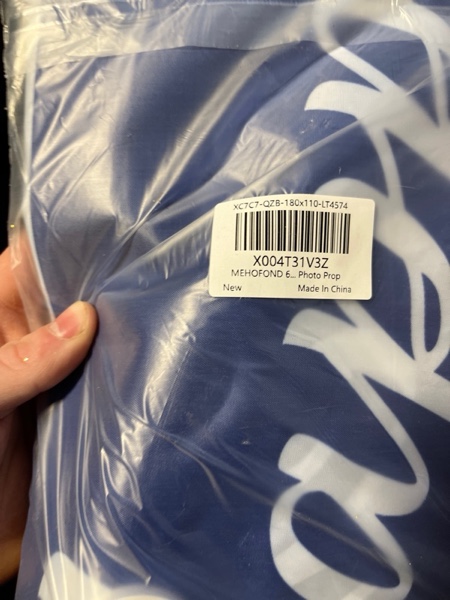 XC7C7-QZB-180x110-LT4574
X004T31V3Z
MEHOFOND 6... Photo Prop
New Made In China